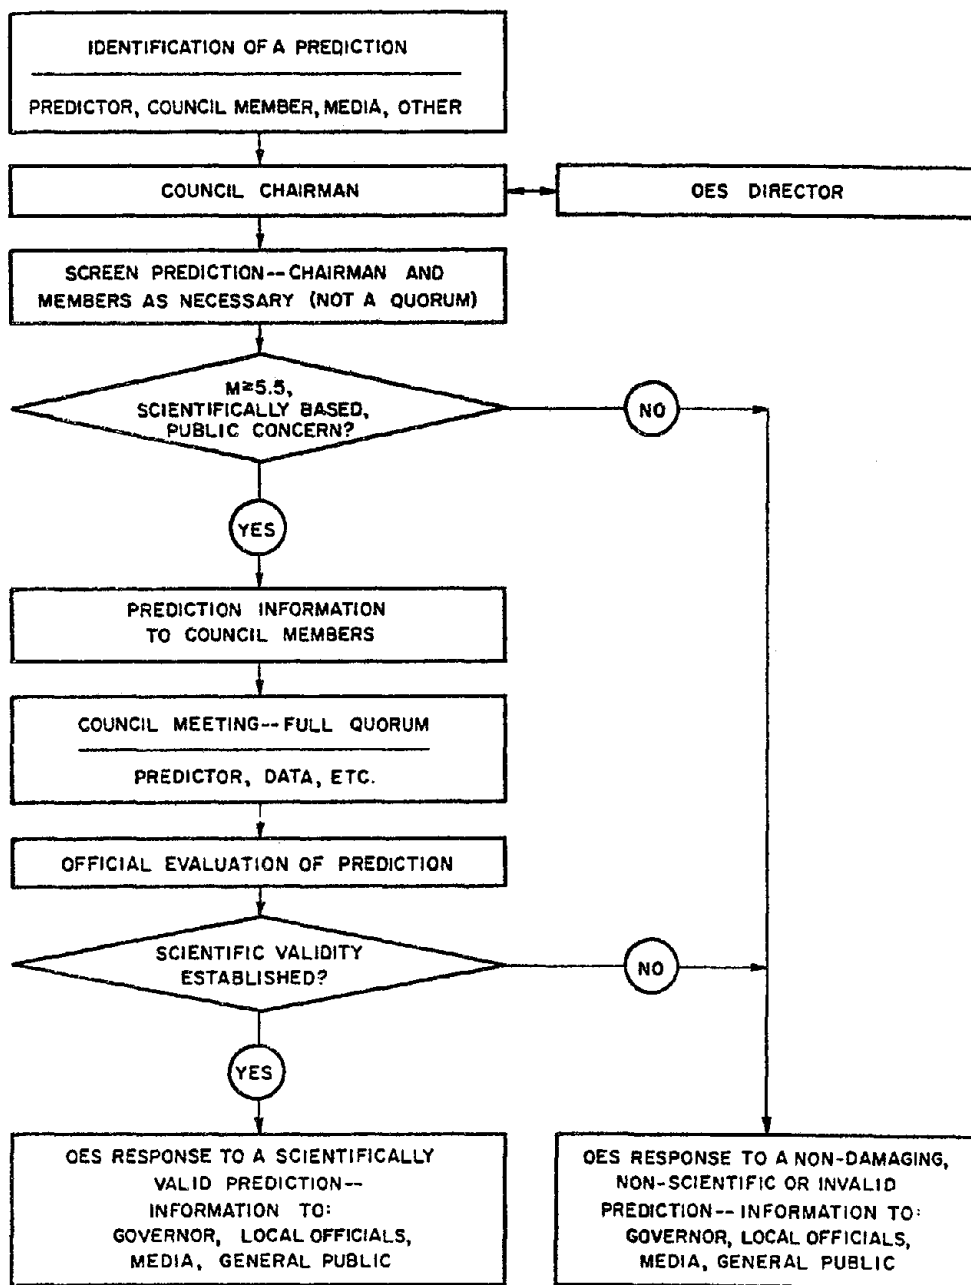 IDENTIFICATION OF A PREDICTION
PREDICTOR, COUNCIL MEMBER, MEDIA, OTHER
COUNCIL CHAIRMAN
OES DIRECTOR
SCREEN PREDICTION--CHAIRMAN AND
MEMBERS AS NECESSARY (NOT A QUORUM)
M≥5.5,
SCIENTIFICALLY BASED,
PUBLIC CONCERN?
NO
YES
PREDICTION INFORMATION
TO COUNCIL MEMBERS
COUNCIL MEETING--FULL QUORUM
PREDICTOR, DATA, ETC.
OFFICIAL EVALUATION OF PREDICTION
SCIENTIFIC VALIDITY
ESTABLISHED?
NO
YES
OES RESPONSE TO A SCIENTIFICALLY
VALID PREDICTION--
INFORMATION TO:
GOVERNOR, LOCAL OFFICIALS,
MEDIA, GENERAL PUBLIC
OES RESPONSE TO A NON-DAMAGING,
NON-SCIENTIFIC OR INVALID
PREDICTION--INFORMATION TO:
GOVERNOR, LOCAL OFFICIALS,
MEDIA, GENERAL PUBLIC